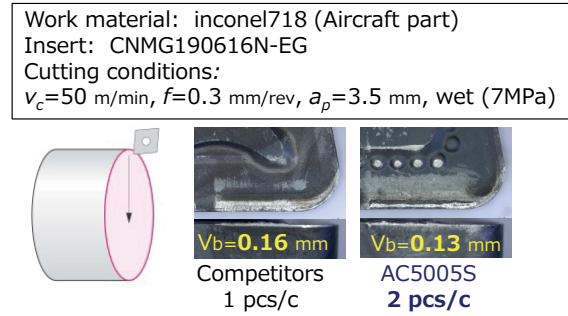 Work material: inconel718 (Aircraft part)
Insert: CNMG190616N-EG
Cutting conditions:
vc=50 m/min, f=0.3 mm/rev, ap=3.5 mm, wet (7MPa)
Vb=0.16 mm
Vb=0.13 mm
Competitors
AC5005S
1 pcs/c
2 pcs/c